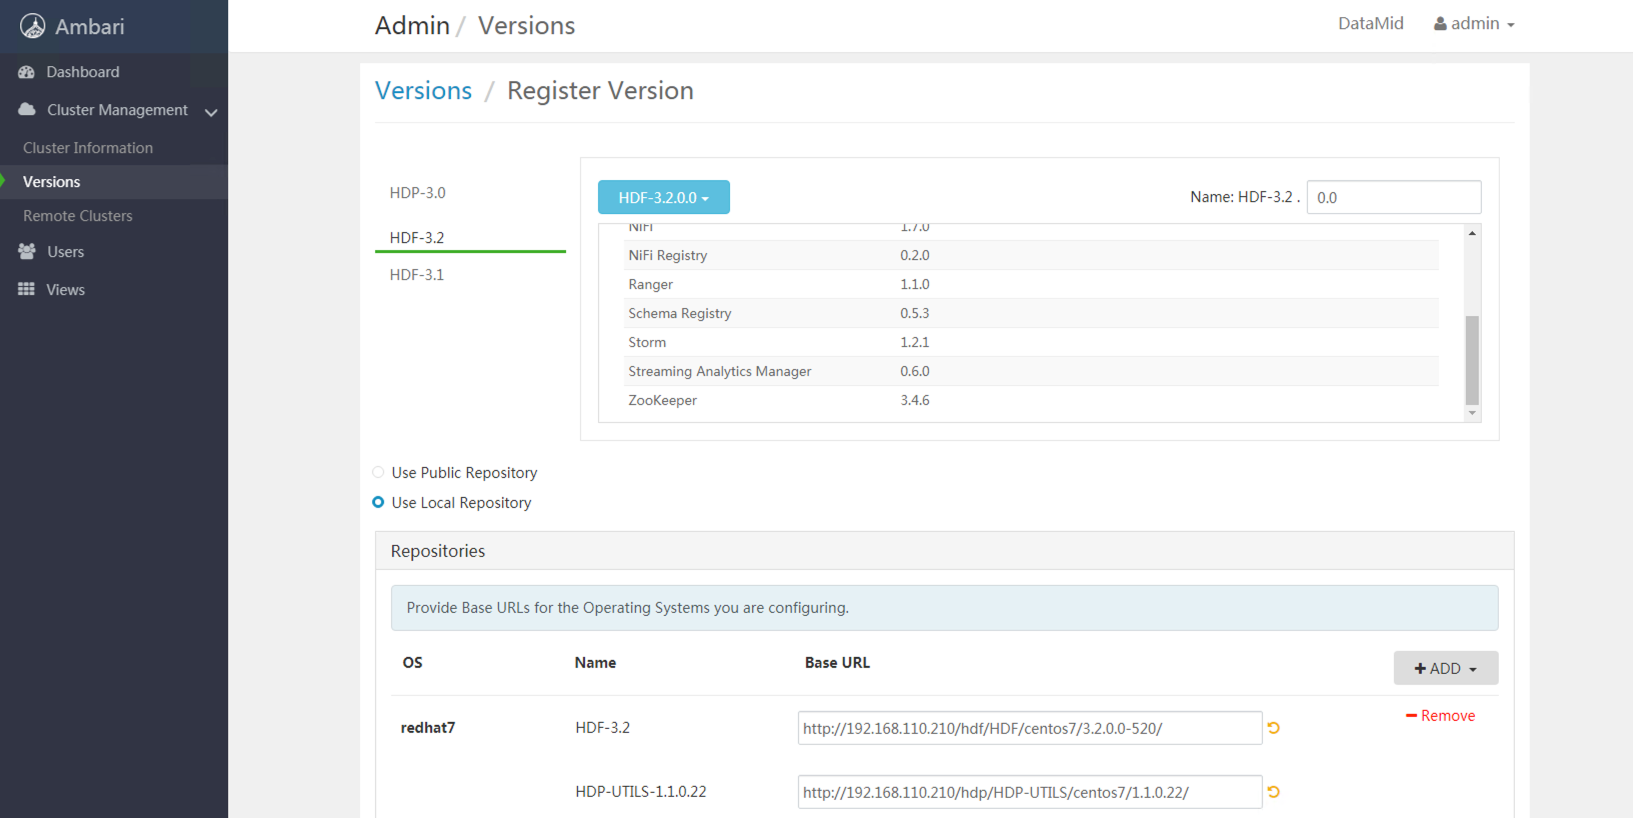 Ambari
Admin / Versions
DataMid
admin
Dashboard
Cluster Management
Cluster Information
Versions
Remote Clusters
Users
Views
Versions / Register Version
HDP-3.0
HDF-3.2
HDF-3.1
HDF-3.2.0.0
Name: HDF-3.2 . 0.0
NiFi 1.7.0
NiFi Registry 0.2.0
Ranger 1.1.0
Schema Registry 0.5.3
Storm 1.2.1
Streaming Analytics Manager 0.6.0
ZooKeeper 3.4.6
Use Public Repository
Use Local Repository
Repositories
Provide Base URLs for the Operating Systems you are configuring.
OS Name Base URL
ADD
redhat7 HDF-3.2 http://192.168.110.210/hdf/HDF/centos7/3.2.0.0-520/
Remove
HDP-UTILS-1.1.0.22 http://192.168.110.210/hdp/HDP-UTILS/centos7/1.1.0.22/